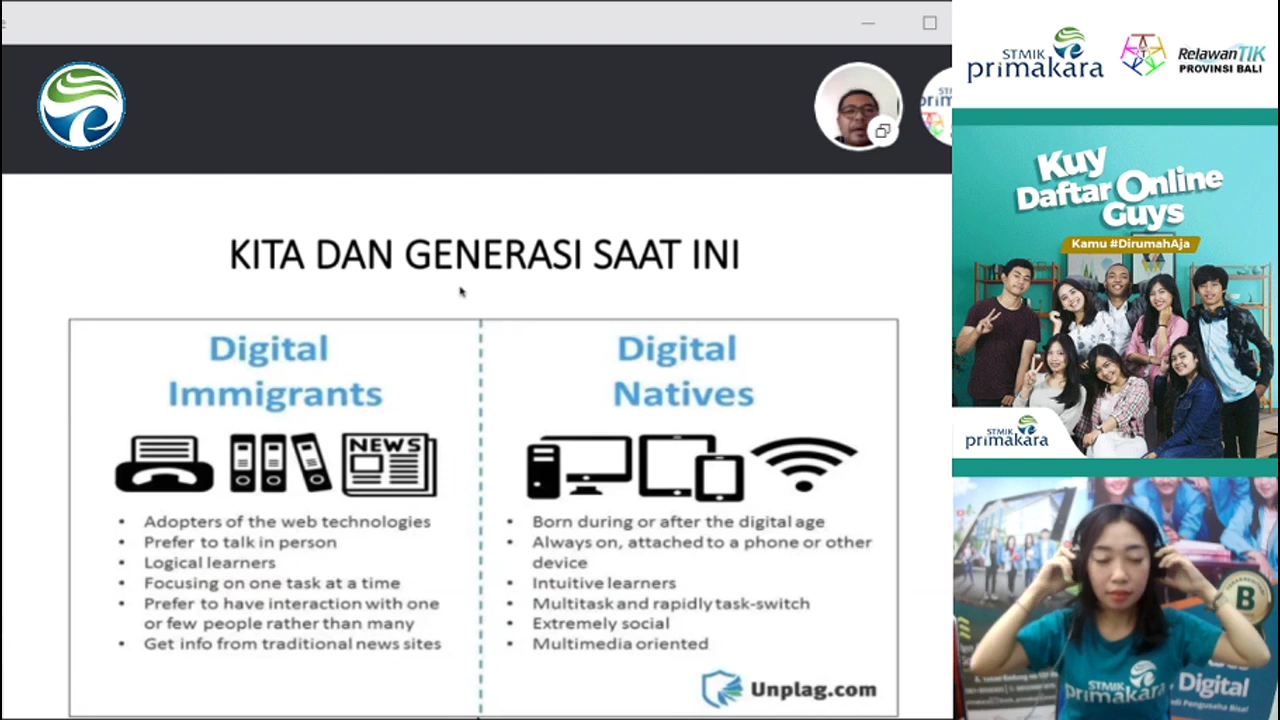 KITA DAN GENERASI SAAT INI
Digital
Immigrants
NEWS
• Adopters of the web technologies
• Prefer to talk in person
• Logical learners
• Focusing on one task at a time
• Prefer to have interaction with one
or few people rather than many
• Get info from traditional news sites
Digital
Natives
• Born during or after the digital age
• Always on, attached to a phone or other
device
• Intuitive learners
• Multitask and rapidly task-switch
• Extremely social
• Multimedia oriented
Unplag.com
STMIK
primakara
RelawanTIK
PROVINSI BALI
Kuy
Daftar Online
Guys
Kamu #DirumahAja
STMIK
primakara
B
STMIK
primakara
Digital
Pengusaha Bisa!